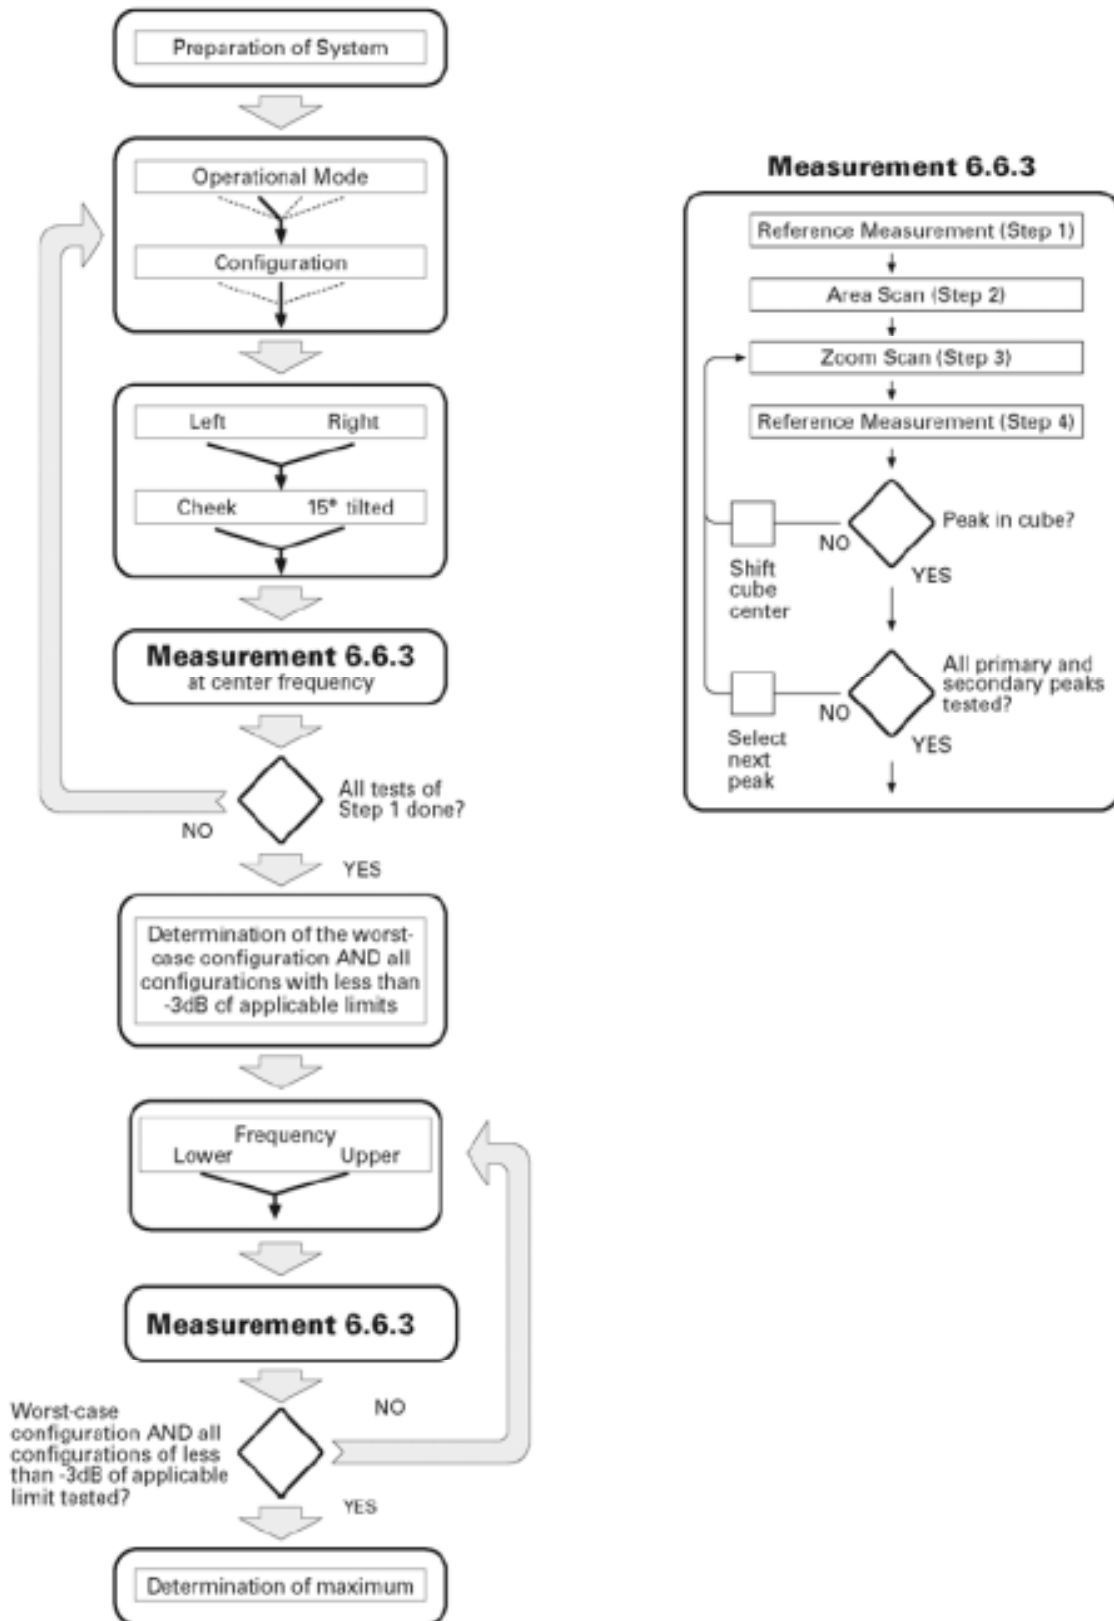 Preparation of System
Operational Mode
Configuration
Left Right
Cheek 15° tilted
Measurement 6.6.3
at center frequency
All tests of
Step 1 done?
NO
YES
Determination of the worst-
case configuration AND all
configurations with less than
-3dB of applicable limits
Frequency
Lower Upper
Measurement 6.6.3
Worst-case
configuration AND all
configurations of less
than -3dB of applicable
limit tested?
NO
YES
Determination of maximum
Measurement 6.6.3
Reference Measurement (Step 1)
Area Scan (Step 2)
Zoom Scan (Step 3)
Reference Measurement (Step 4)
Peak in cube?
NO
YES
Shift
cube
center
All primary and
secondary peaks
tested?
NO
YES
Select
next
peak